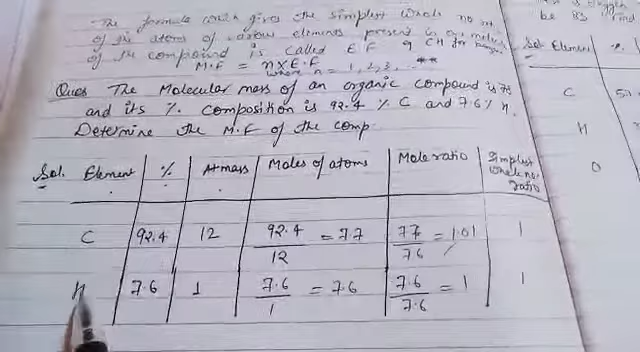 The formula which gives the simplest whole no
of the atoms of various elements present in one molecule
of the compound is called E.F
M.F = n X E.F
where n = 1, 2, 3,
Ques The Molecular mass of an organic compound is 78
and its %. Composition is 92.4 % C and 7.6 % H.
Determine the M.F of the comp.
Sol. Element % At mass Moles of atoms Mole ratio Simplest whole no. ratio
C 92.4 12 92.4/12 = 7.7 7.7/7.6 = 1.01 1
H 7.6 1 7.6/1 = 7.6 7.6/7.6 = 1 1
be its
Sol. Element
C
H
O